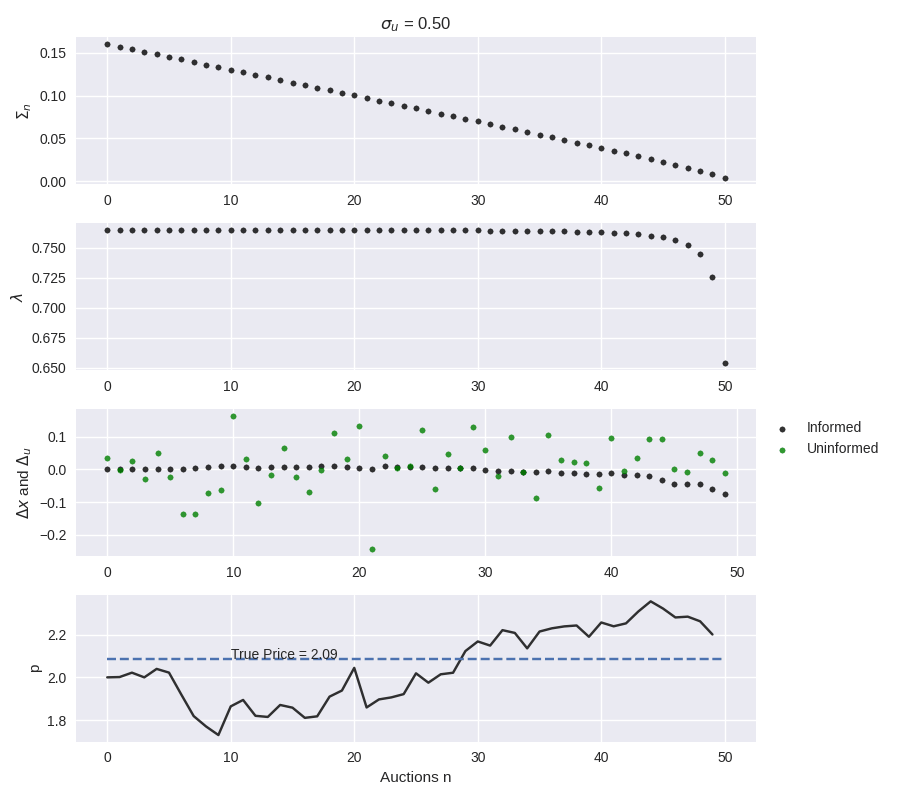 σu = 0.50
Σn
0.15
0.10
0.05
0.00
0 10 20 30 40 50
λ
0.750
0.725
0.700
0.675
0.650
0 10 20 30 40 50
Δx and Δu
0.1
0.0
−0.1
−0.2
0 10 20 30 40 50
Informed
Uninformed
p
2.2
2.0
1.8
True Price = 2.09
0 10 20 30 40 50
Auctions n